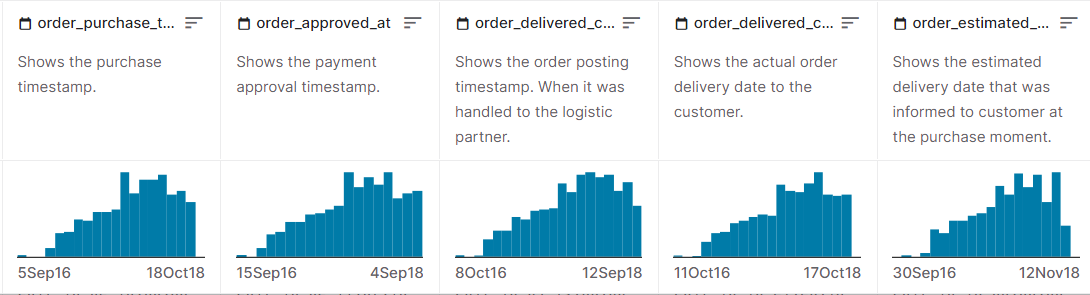 order_purchase_t...
Shows the purchase
timestamp.
5Sep16 18Oct18
order_approved_at
Shows the payment
approval timestamp.
15Sep16 4Sep18
order_delivered_c...
Shows the order posting
timestamp. When it was
handled to the logistic
partner.
8Oct16 12Sep18
order_delivered_c...
Shows the actual order
delivery date to the
customer.
11Oct16 17Oct18
order_estimated_...
Shows the estimated
delivery date that was
informed to customer at
the purchase moment.
30Sep16 12Nov18